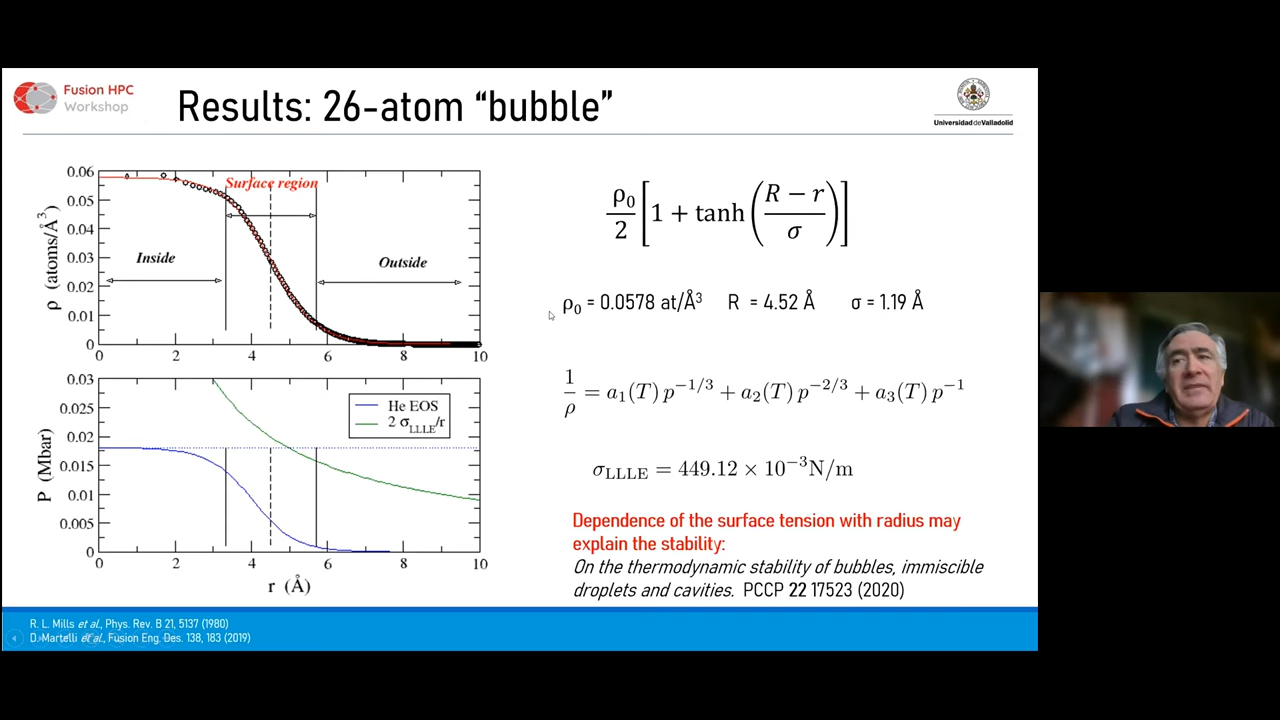 Fusion HPC
Workshop
Results: 26-atom “bubble”
Universidad de Valladolid
0.06
0.05
0.04
0.03
0.02
0.01
0
ρ (atoms/Å³)
Surface region
Inside
Outside
0 2 4 6 8 10
0.03
0.025
0.02
0.015
0.01
0.005
0
P (Mbar)
He EOS
2 σLLLE/r
0 2 4 6 8 10
r (Å)
ρ₀/2 [1 + tanh((R − r)/σ)]
ρ₀ = 0.0578 at/Å³ R = 4.52 Å σ = 1.19 Å
1/ρ = a₁(T) p^−1/3 + a₂(T) p^−2/3 + a₃(T) p^−1
σLLLE = 449.12 × 10⁻³N/m
Dependence of the surface tension with radius may
explain the stability:
On the thermodynamic stability of bubbles, immiscible
droplets and cavities. PCCP 22 17523 (2020)
R. L. Mills et al., Phys. Rev. B 21, 5137 (1980)
D. Martelli et al., Fusion Eng. Des. 138, 183 (2019)